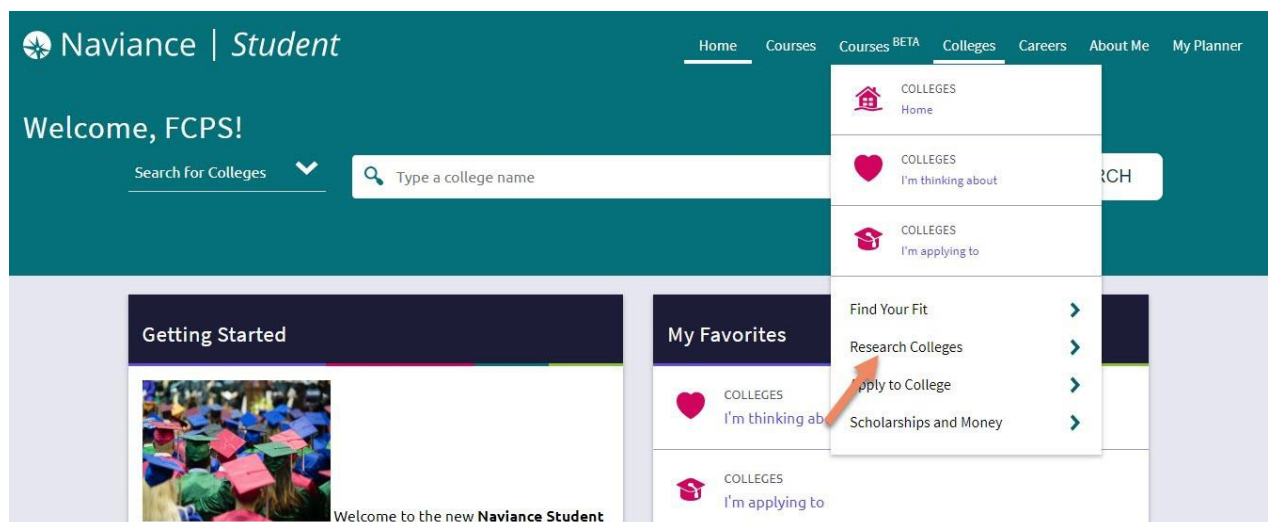 Naviance | Student
Home Courses Courses BETA Colleges Careers About Me My Planner
Welcome, FCPS!
Search for Colleges
Type a college name
RCH
COLLEGES
Home
COLLEGES
I'm thinking about
COLLEGES
I'm applying to
Find Your Fit
Research Colleges
Apply to College
Scholarships and Money
Getting Started
Welcome to the new Naviance Student
My Favorites
COLLEGES
I'm thinking ab
COLLEGES
I'm applying to